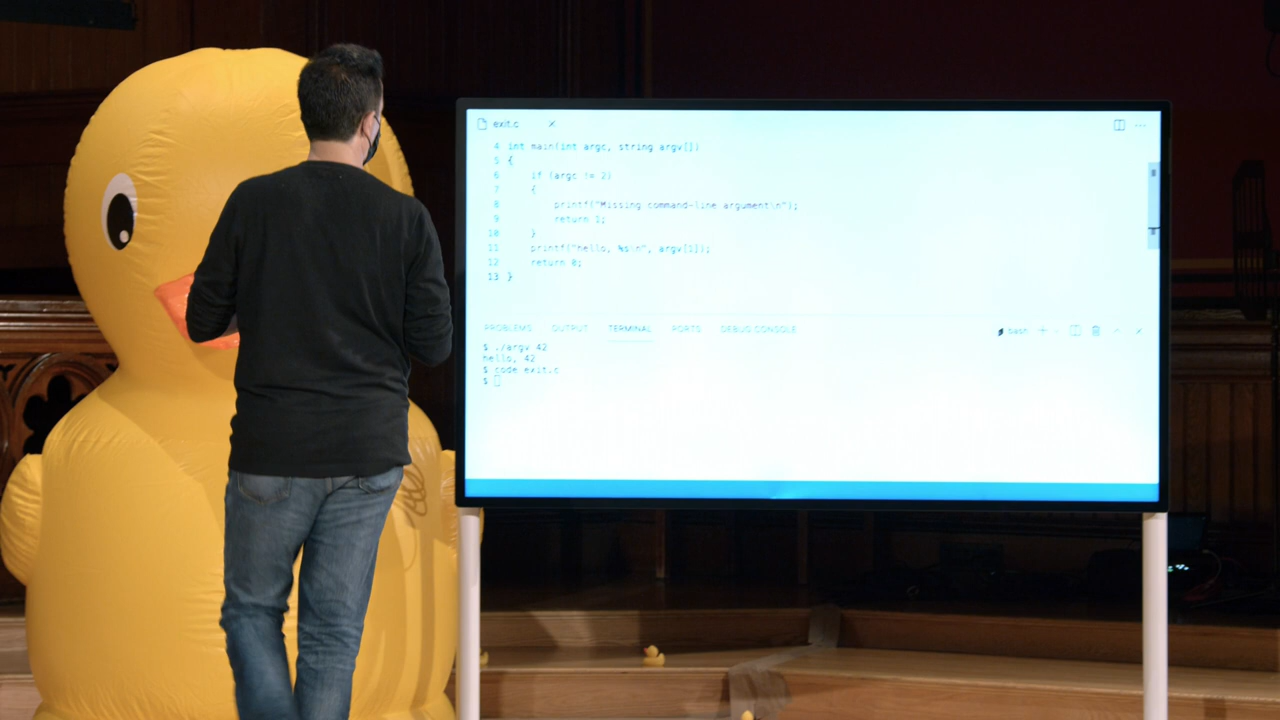 exit.c
4 int main(int argc, string argv[])
5 {
6 if (argc != 2)
7 {
8 printf("Missing command-line argument\n");
9 return 1;
10 }
11 printf("hello, %s\n", argv[1]);
12 return 0;
13 }
PROBLEMS OUTPUT TERMINAL PORTS DEBUG CONSOLE bash
$ ./argv 42
hello, 42
$ code exit.c
$